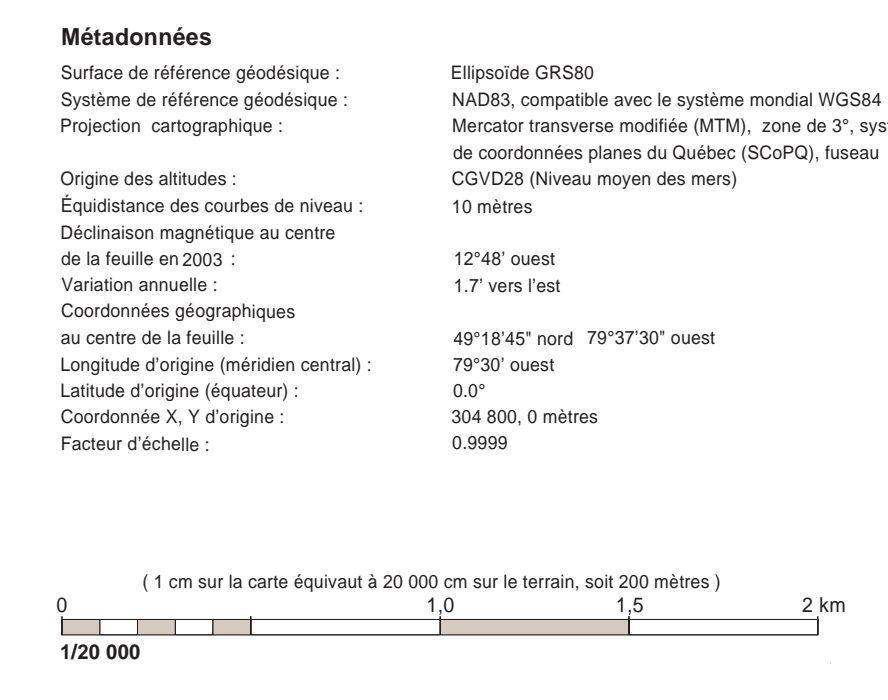 Métadonnées
Surface de référence géodésique : Ellipsoïde GRS80
Système de référence géodésique : NAD83, compatible avec le système mondial WGS84
Projection cartographique : Mercator transverse modifiée (MTM), zone de 3°, syst
de coordonnées planes du Québec (SCoPQ), fuseau
Origine des altitudes : CGVD28 (Niveau moyen des mers)
Équidistance des courbes de niveau : 10 mètres
Déclinaison magnétique au centre
de la feuille en 2003 : 12°48’ ouest
Variation annuelle : 1.7’ vers l’est
Coordonnées géographiques
au centre de la feuille : 49°18’45" nord 79°37’30" ouest
Longitude d’origine (méridien central) : 79°30’ ouest
Latitude d’origine (équateur) : 0.0°
Coordonnée X, Y d’origine : 304 800, 0 mètres
Facteur d’échelle : 0.9999
( 1 cm sur la carte équivaut à 20 000 cm sur le terrain, soit 200 mètres )
0 1,0 1,5 2 km
1/20 000